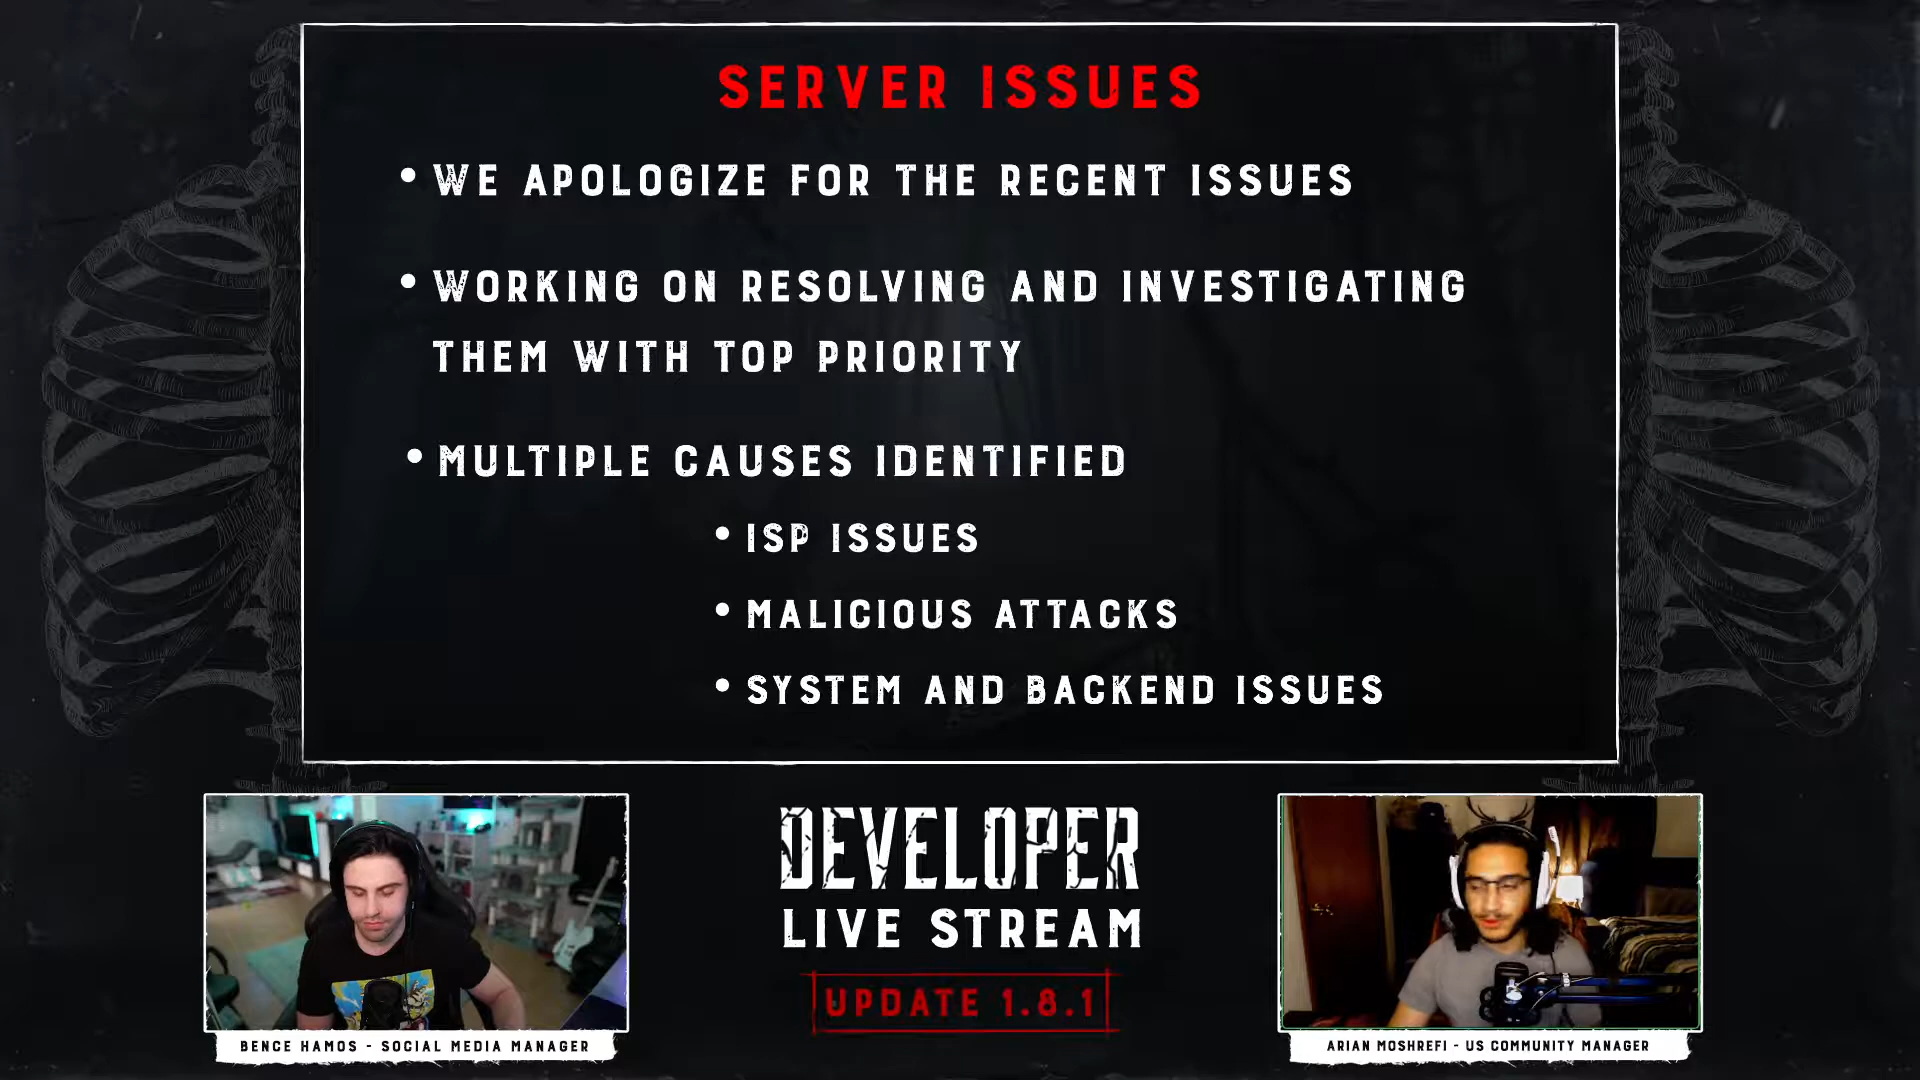 SERVER ISSUES
• WE APOLOGIZE FOR THE RECENT ISSUES
• WORKING ON RESOLVING AND INVESTIGATING
THEM WITH TOP PRIORITY
• MULTIPLE CAUSES IDENTIFIED
• ISP ISSUES
• MALICIOUS ATTACKS
• SYSTEM AND BACKEND ISSUES
DEVELOPER
LIVE STREAM
UPDATE 1.8.1
BENCE HAMOS - SOCIAL MEDIA MANAGER
ARIAN MOSHREFI - US COMMUNITY MANAGER